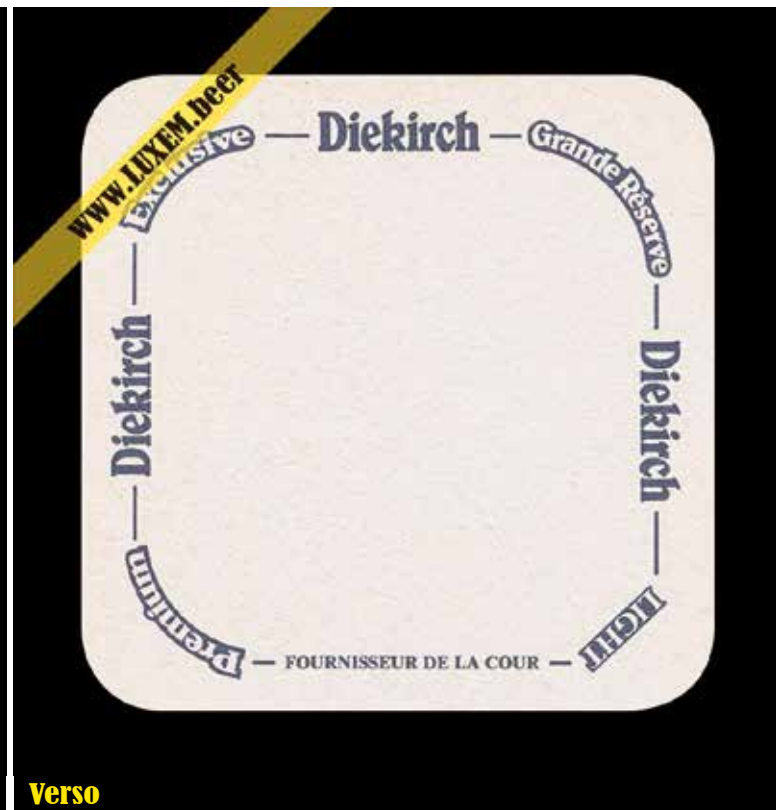 www.LUXEM.beer
Exclusive
Diekirch
Grande Réserve
Diekirch
LIGHT
FOURNISSEUR DE LA COUR
Premium
Diekirch
Verso